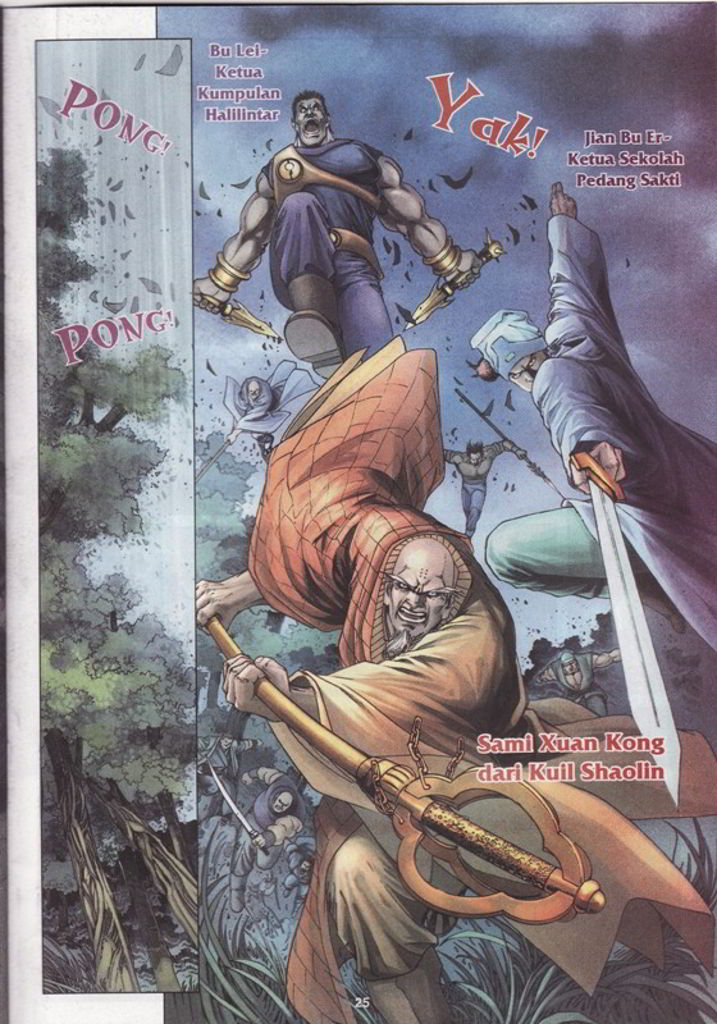 PONG!
PONG!
Bu Lei-
Ketua
Kumpulan
Halilintar
Yak!
Jian Bu Er-
Ketua Sekolah
Pedang Sakti
Sami Xuan Kong
dari Kuil Shaolin
25